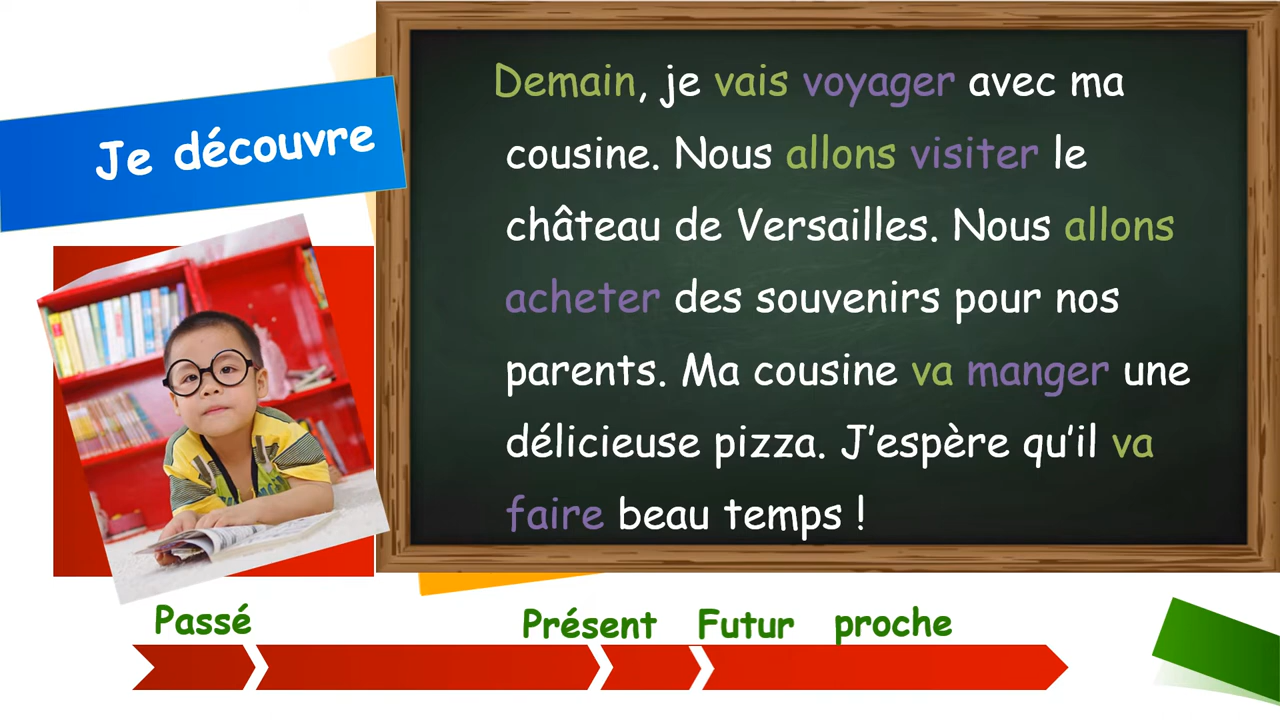 Je découvre
Demain, je vais voyager avec ma
cousine. Nous allons visiter le
château de Versailles. Nous allons
acheter des souvenirs pour nos
parents. Ma cousine va manger une
délicieuse pizza. J’espère qu’il va
faire beau temps !
Passé Présent Futur proche